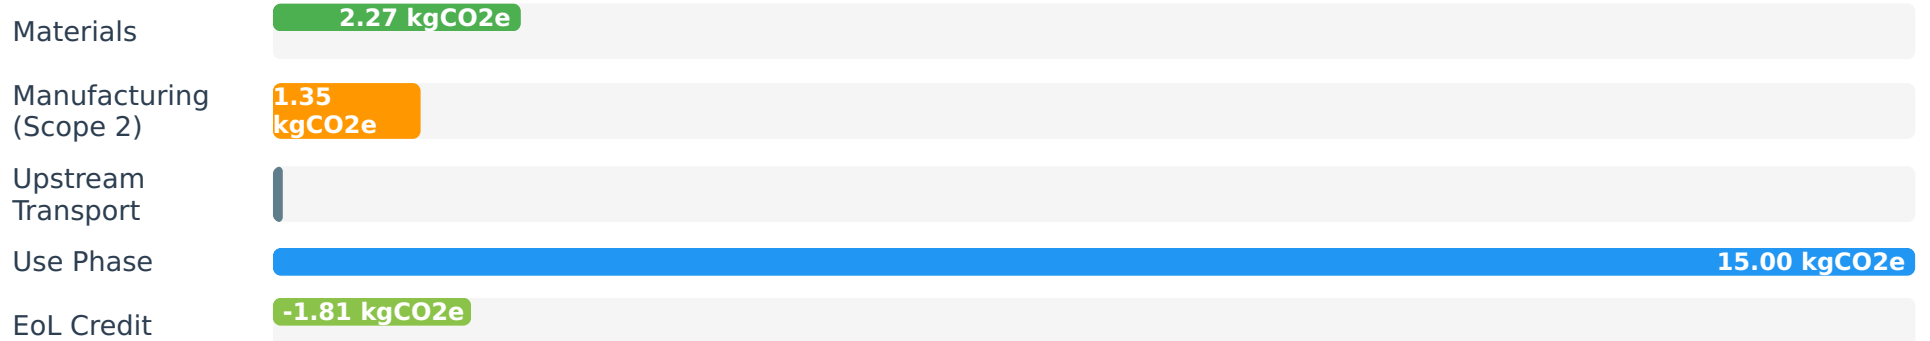 Materials
2.27 kgCO2e
Manufacturing
(Scope 2)
1.35
kgCO2e
Upstream
Transport
Use Phase
15.00 kgCO2e
EoL Credit
-1.81 kgCO2e